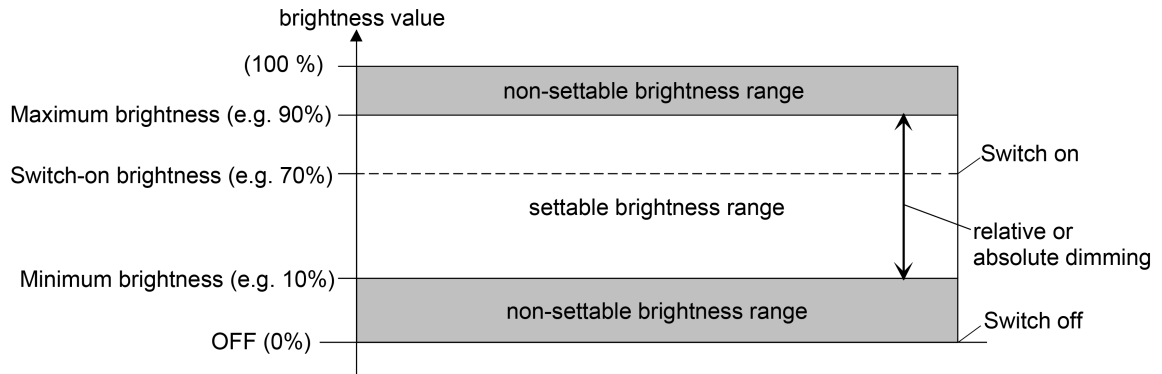 brightness value
(100 %)
non-settable brightness range
Maximum brightness (e.g. 90%)
Switch on
Switch-on brightness (e.g. 70%)
settable brightness range
relative or
absolute dimming
Minimum brightness (e.g. 10%)
non-settable brightness range
Switch off
OFF (0%)